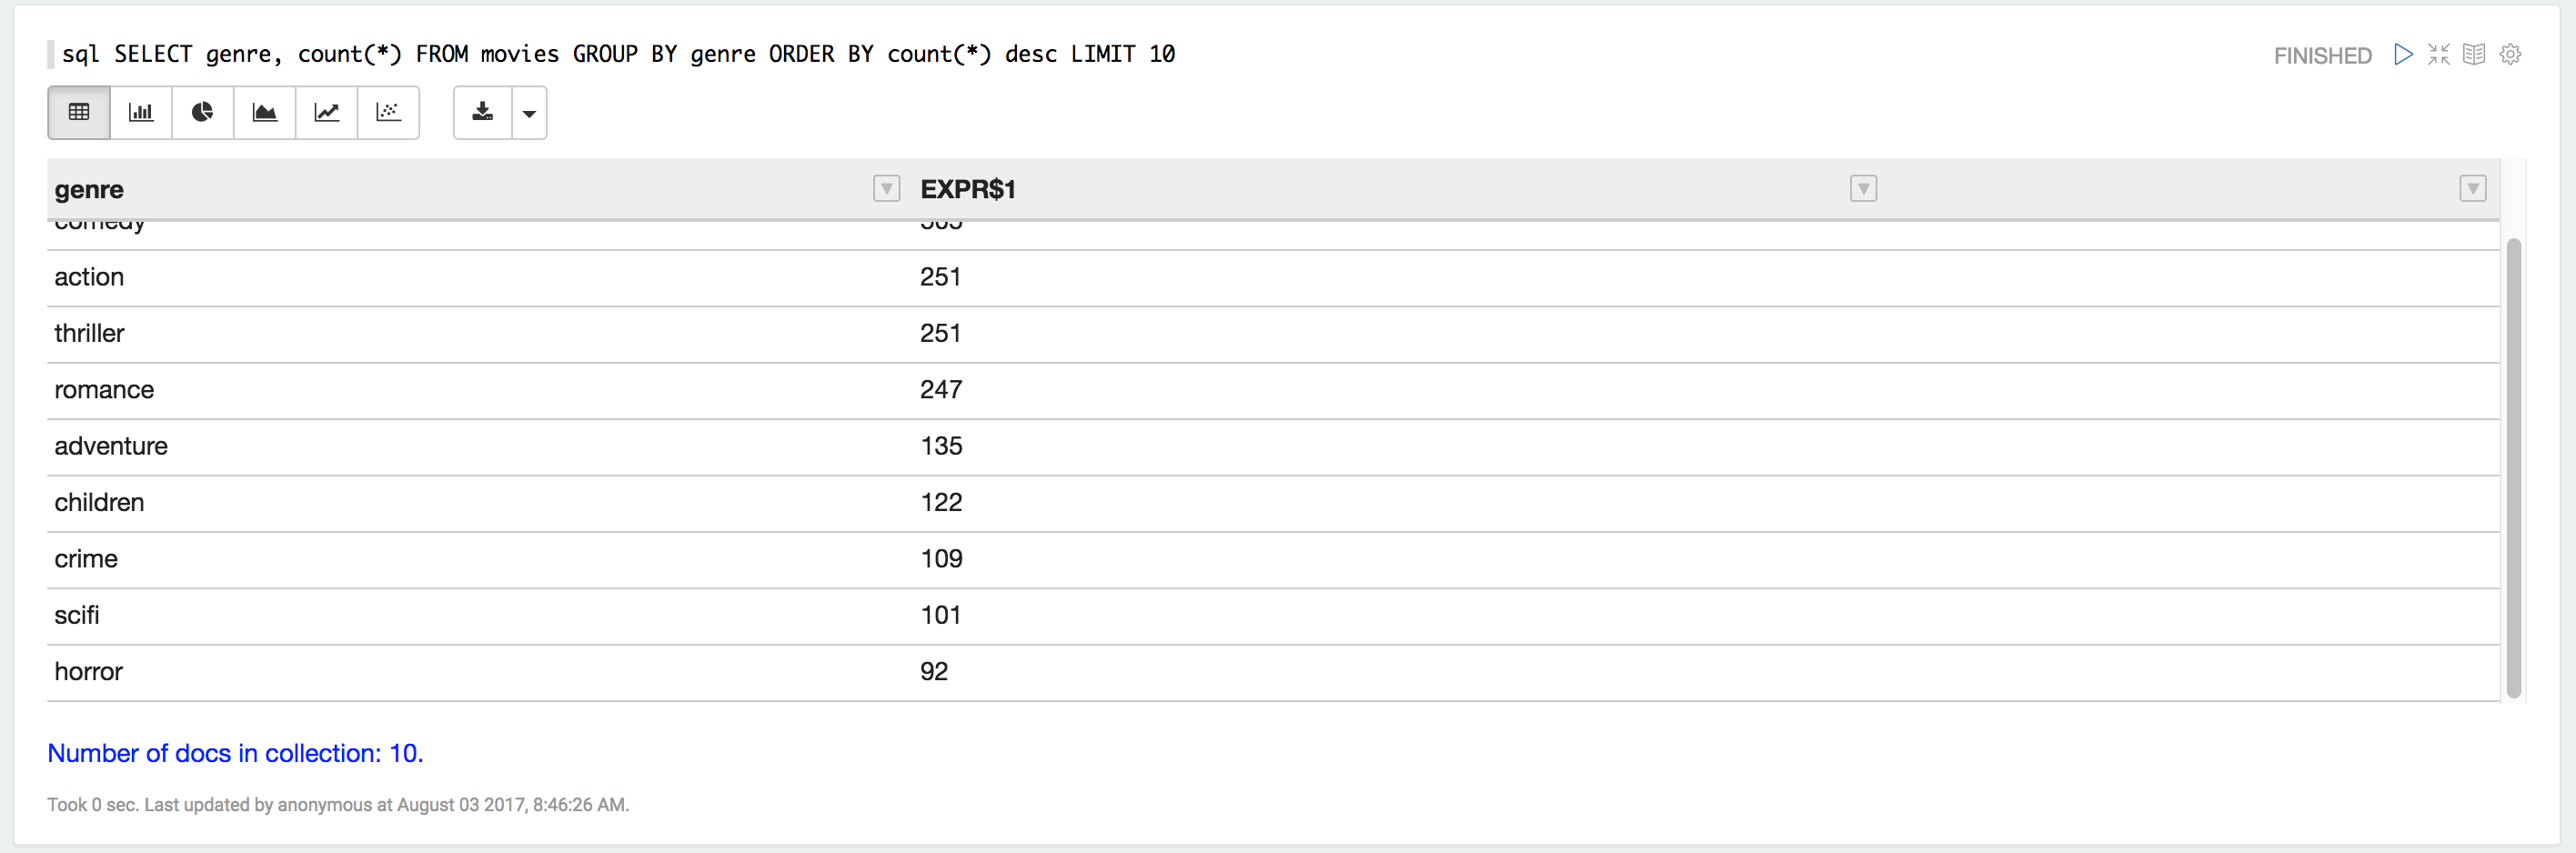 sql SELECT genre, count(*) FROM movies GROUP BY genre ORDER BY count(*) desc LIMIT 10
FINISHED
genre EXPR$1
comedy
action 251
thriller 251
romance 247
adventure 135
children 122
crime 109
scifi 101
horror 92
Number of docs in collection: 10.
Took 0 sec. Last updated by anonymous at August 03 2017, 8:46:26 AM.